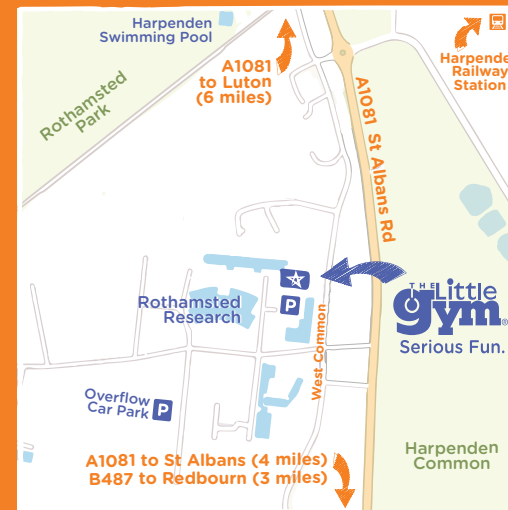 Harpenden
Swimming Pool
A1081
to Luton
(6 miles)
Harpende
Railway
Station
Rothamsted
Park
A1081 St Albans Rd
THE Little
gym®
Serious Fun.
Rothamsted
Research
P
West Common
Overflow
Car Park P
Harpenden
Common
A1081 to St Albans (4 miles)
B487 to Redbourn (3 miles)